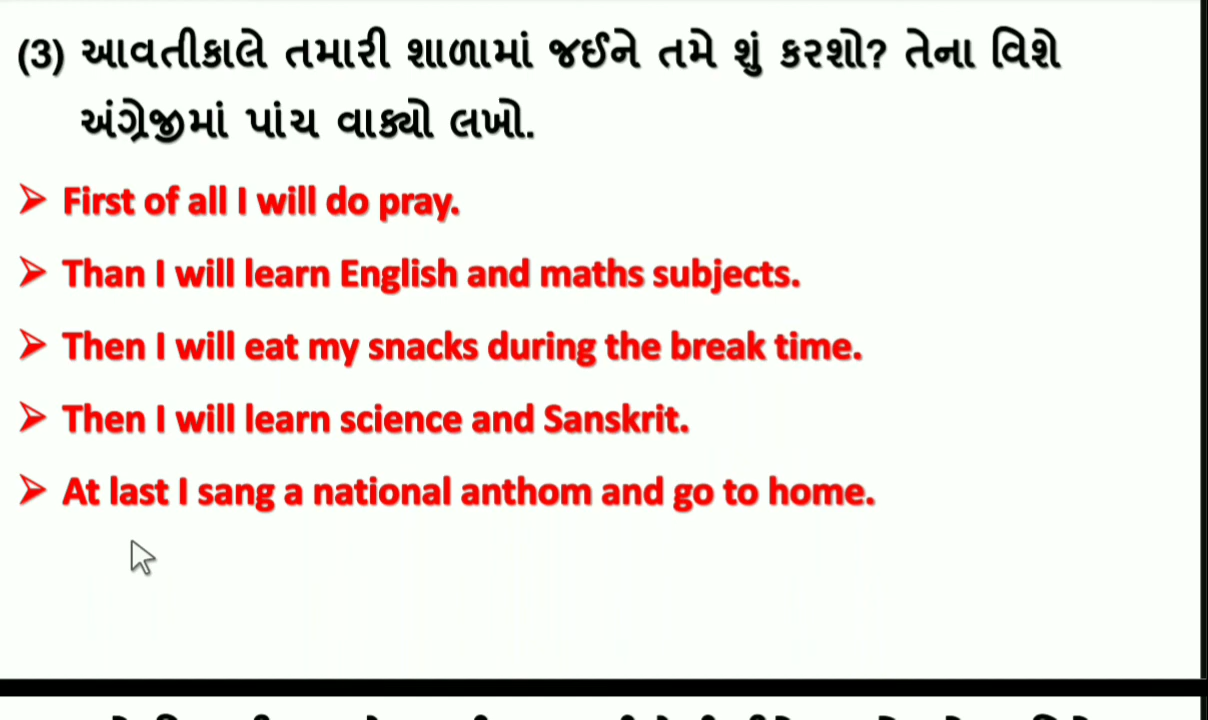 (3) આવતીકાલે તમારી શાળામાં જઈને તમે શું કરશો? તેના વિશે
અંગ્રેજીમાં પાંચ વાક્યો લખો.
➢ First of all I will do pray.
➢ Than I will learn English and maths subjects.
➢ Then I will eat my snacks during the break time.
➢ Then I will learn science and Sanskrit.
➢ At last I sang a national anthom and go to home.